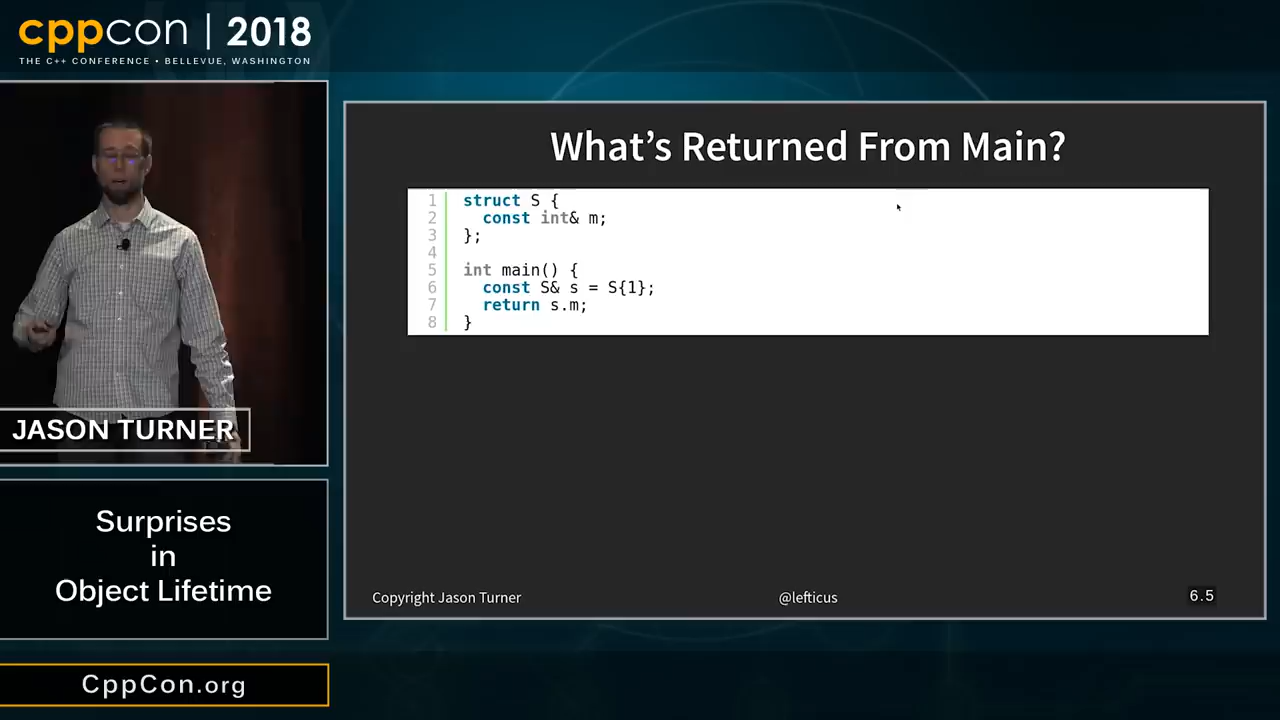 cppcon | 2018
THE C++ CONFERENCE • BELLEVUE, WASHINGTON
What's Returned From Main?
1 struct S {
2   const int& m;
3 };
4
5 int main() {
6   const S& s = S{1};
7   return s.m;
8 }
JASON TURNER
Surprises
in
Object Lifetime
Copyright Jason Turner
@lefticus
6.5
CppCon.org